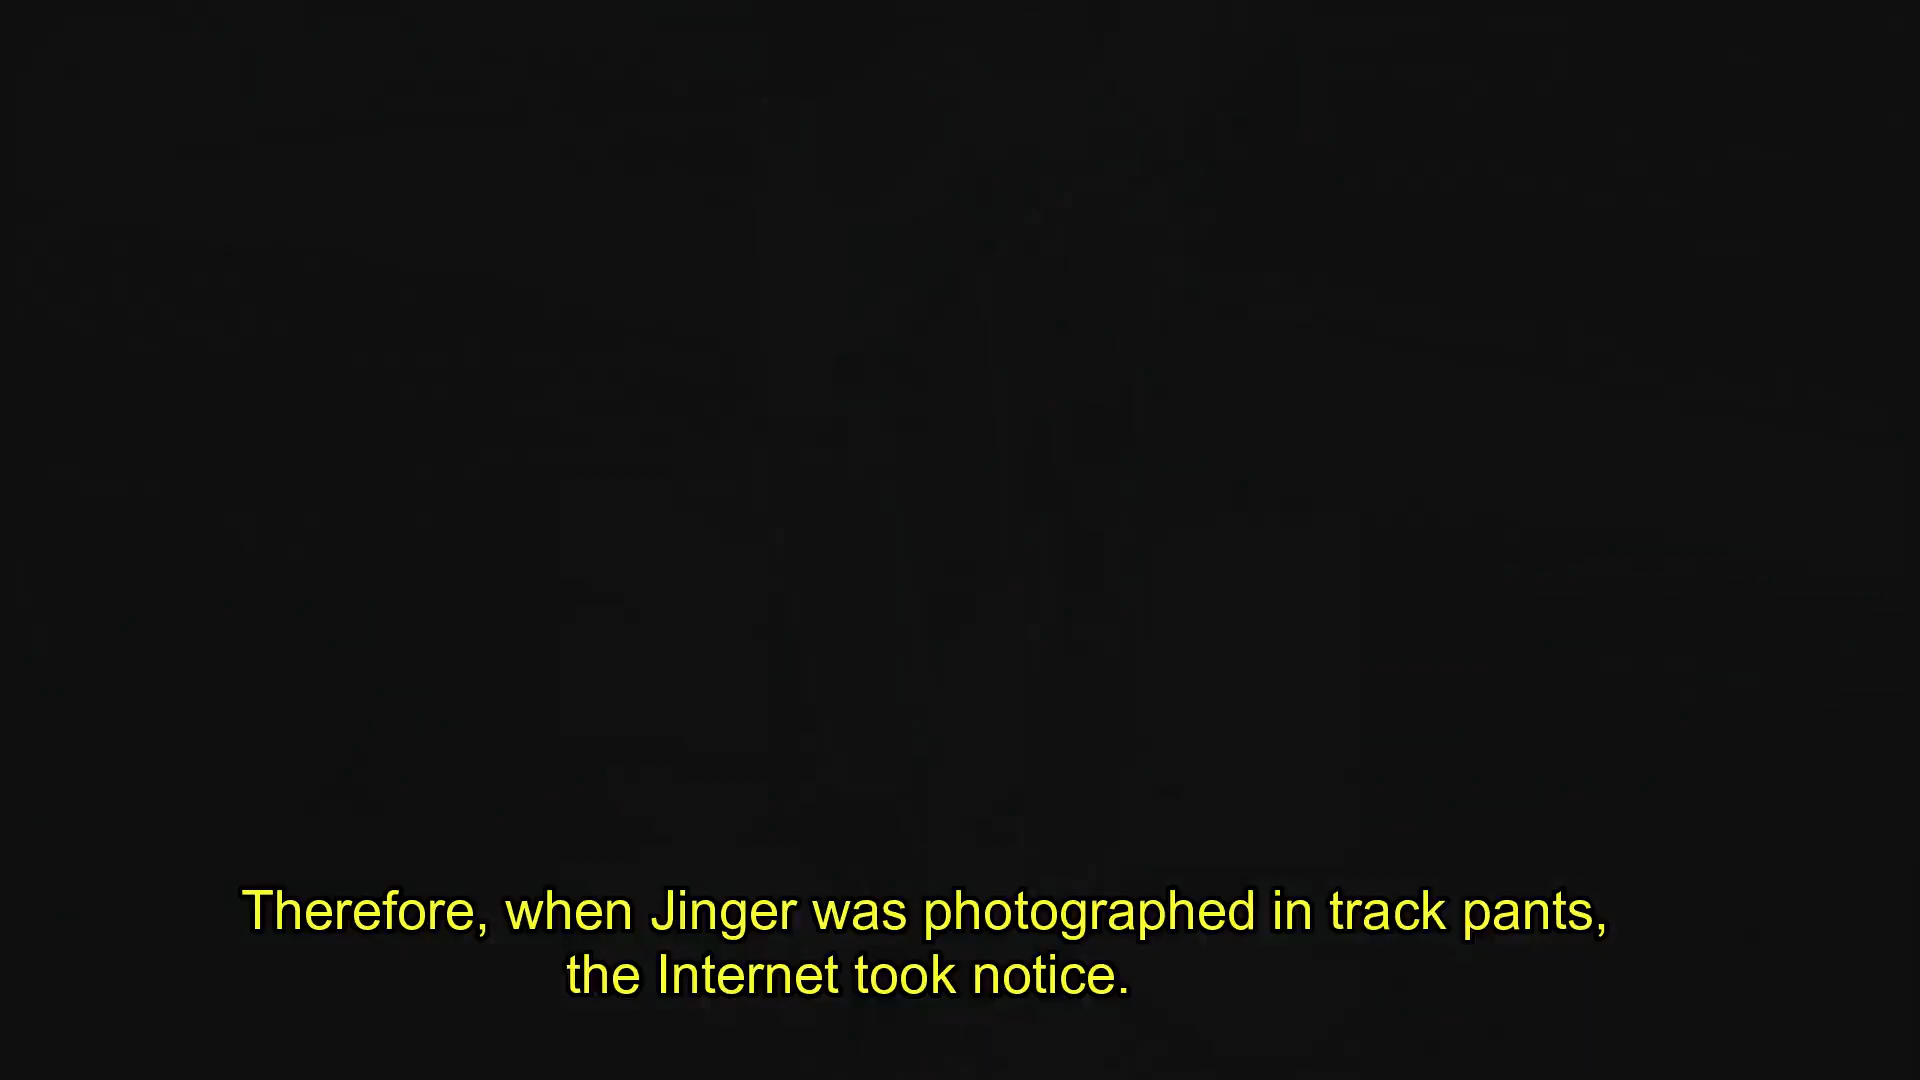 Therefore, when Jinger was photographed in track pants,
the Internet took notice.